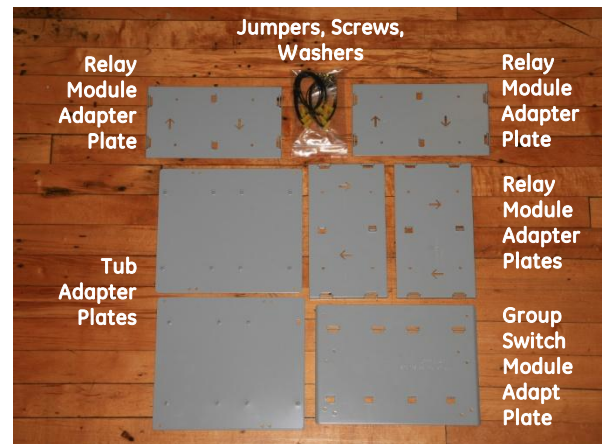 Jumpers, Screws,
Washers
Relay
Module
Adapter
Plate
Relay
Module
Adapter
Plate
Relay
Module
Adapter
Plates
Tub
Adapter
Plates
Group
Switch
Module
Adapt
Plate